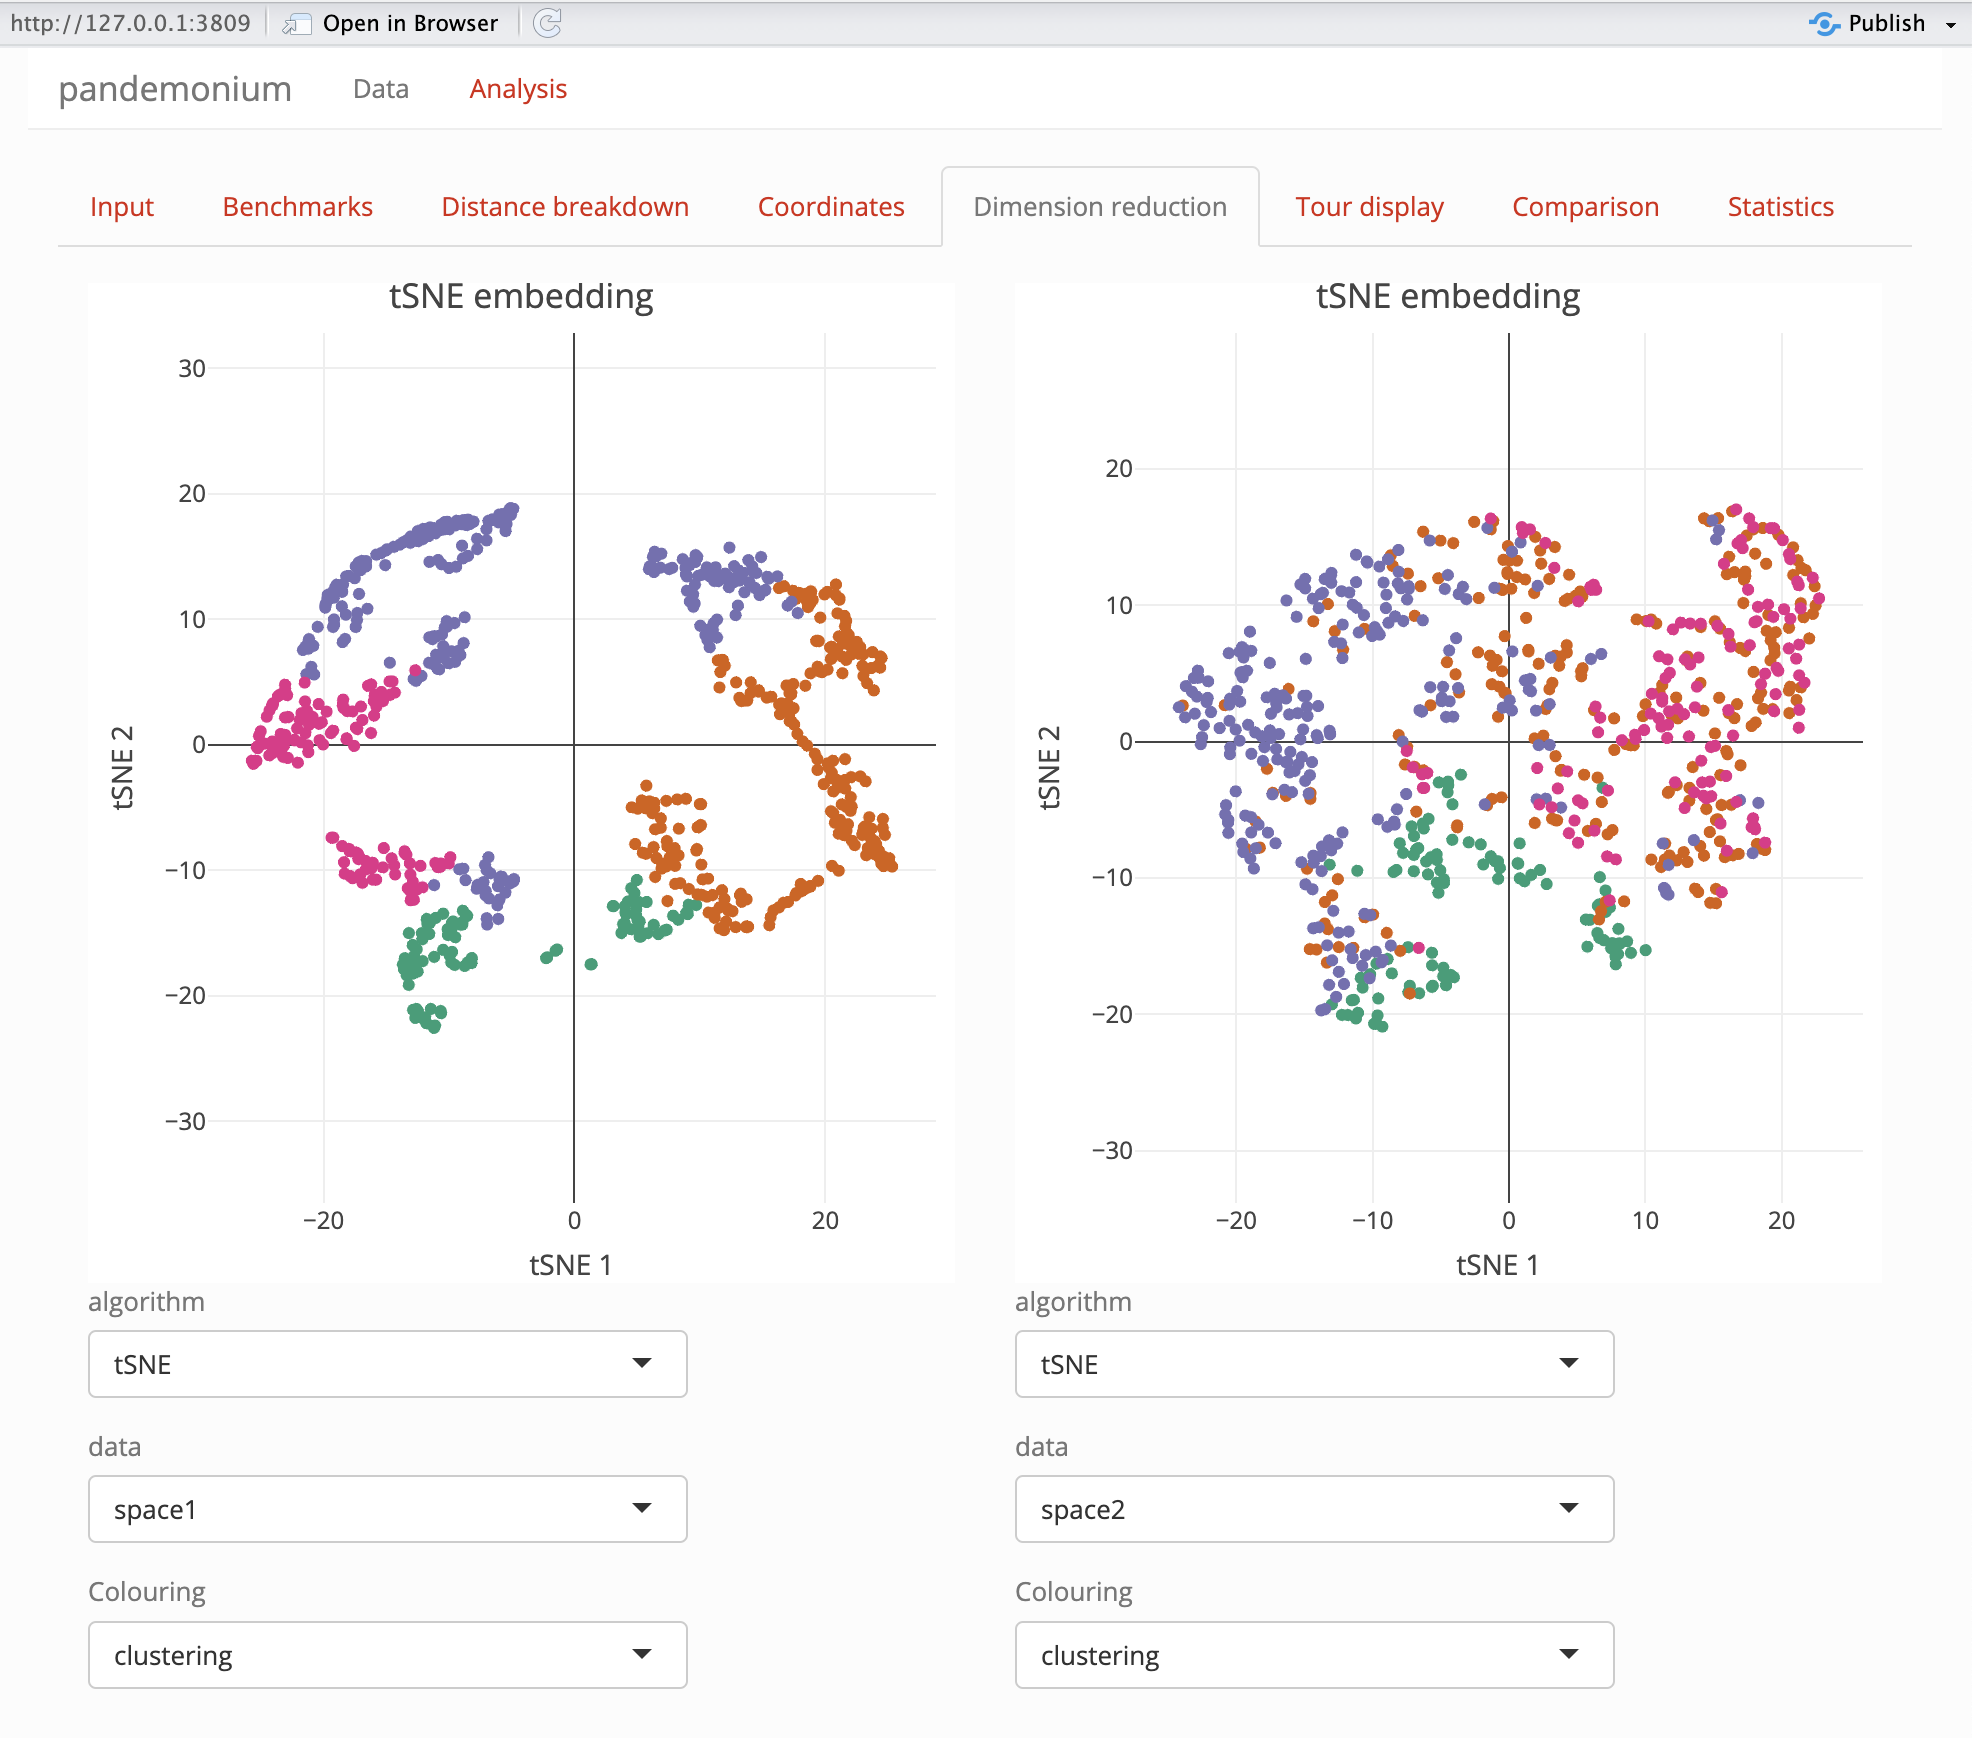 http://127.0.0.1:3809 Open in Browser Publish
pandemonium Data Analysis
Input Benchmarks Distance breakdown Coordinates Dimension reduction Tour display Comparison Statistics
tSNE embedding
30
20
10
0
−10
−20
−30
tSNE 2
−20 0 20
tSNE 1
tSNE embedding
20
10
0
−10
−20
−30
tSNE 2
−20 −10 0 10 20
tSNE 1
algorithm
tSNE
data
space1
Colouring
clustering
algorithm
tSNE
data
space2
Colouring
clustering